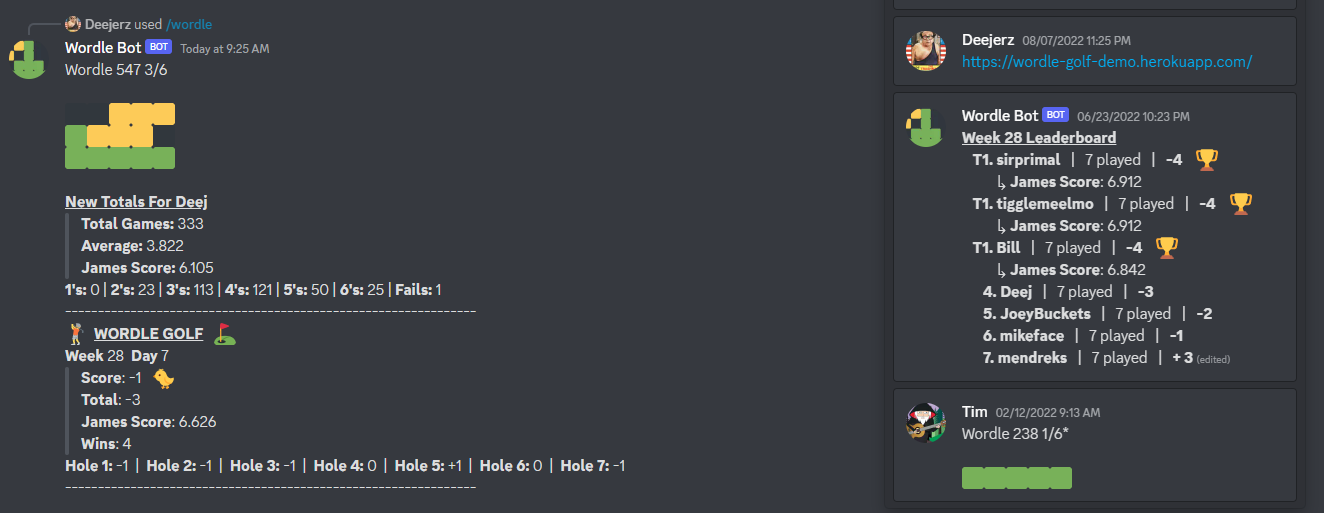 Deejerz used /wordle
Wordle Bot BOT Today at 9:25 AM
Wordle 547 3/6
New Totals For Deej
Total Games: 333
Average: 3.822
James Score: 6.105
1's: 0 | 2's: 23 | 3's: 113 | 4's: 121 | 5's: 50 | 6's: 25 | Fails: 1
--------------------------------------------------------------
WORDLE GOLF
Week 28 Day 7
Score: -1
Total: -3
James Score: 6.626
Wins: 4
Hole 1: -1 | Hole 2: -1 | Hole 3: -1 | Hole 4: 0 | Hole 5: +1 | Hole 6: 0 | Hole 7: -1
--------------------------------------------------------------
Deejerz 08/07/2022 11:25 PM
https://wordle-golf-demo.herokuapp.com/
Wordle Bot BOT 06/23/2022 10:23 PM
Week 28 Leaderboard
T1. sirprimal | 7 played | -4
↳ James Score: 6.912
T1. tigglemeelmo | 7 played | -4
↳ James Score: 6.912
T1. Bill | 7 played | -4
↳ James Score: 6.842
4. Deej | 7 played | -3
5. JoeyBuckets | 7 played | -2
6. mikeface | 7 played | -1
7. mendreks | 7 played | + 3 (edited)
Tim 02/12/2022 9:13 AM
Wordle 238 1/6*